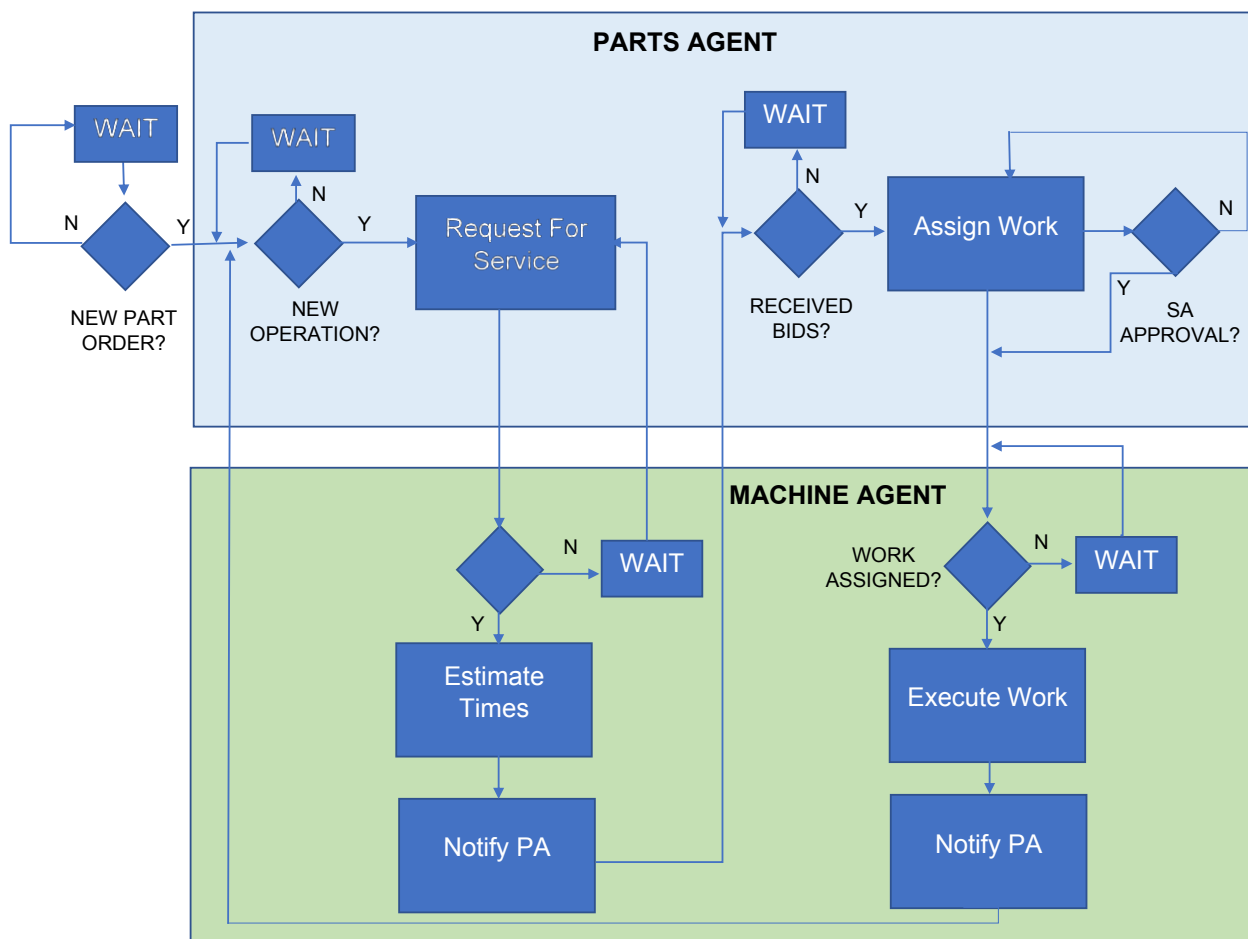 PARTS AGENT
WAIT
WAIT
WAIT
N
Y
N
Y
Request For
Service
N
Y
Assign Work
N
Y
NEW PART
ORDER?
NEW
OPERATION?
RECEIVED
BIDS?
SA
APPROVAL?
MACHINE AGENT
N
WAIT
Y
WORK
ASSIGNED?
N
WAIT
Y
Estimate
Times
Execute Work
Notify PA
Notify PA